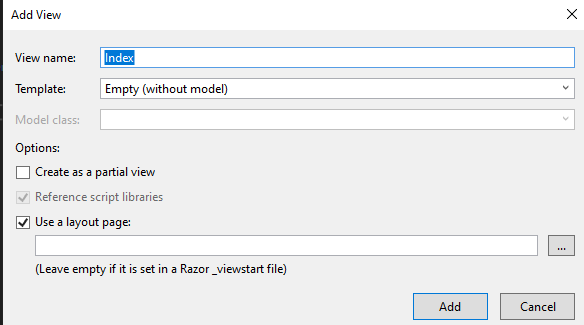 Add View
View name: Index
Template: Empty (without model)
Model class:
Options:
Create as a partial view
Reference script libraries
Use a layout page:
...
(Leave empty if it is set in a Razor _viewstart file)
Add Cancel